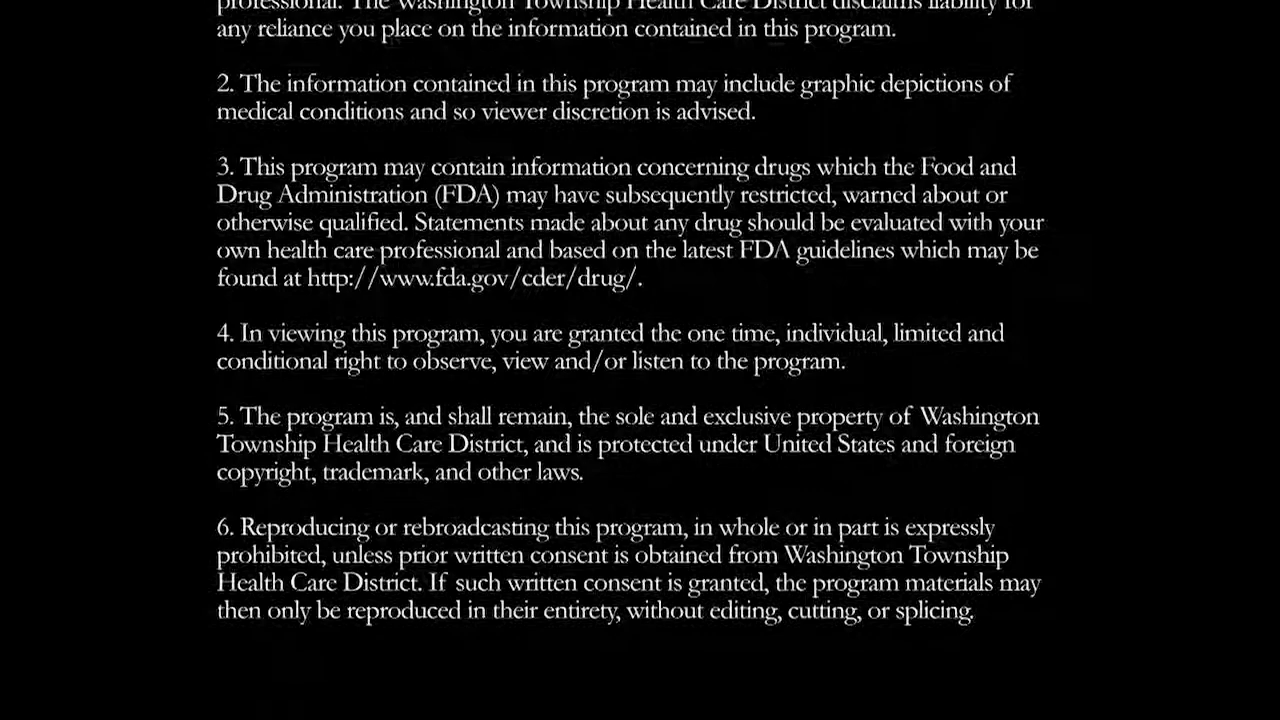 professional. The Washington Township Health Care District disclaims liability for
any reliance you place on the information contained in this program.
2. The information contained in this program may include graphic depictions of
medical conditions and so viewer discretion is advised.
3. This program may contain information concerning drugs which the Food and
Drug Administration (FDA) may have subsequently restricted, warned about or
otherwise qualified. Statements made about any drug should be evaluated with your
own health care professional and based on the latest FDA guidelines which may be
found at http://www.fda.gov/cder/drug/.
4. In viewing this program, you are granted the one time, individual, limited and
conditional right to observe, view and/or listen to the program.
5. The program is, and shall remain, the sole and exclusive property of Washington
Township Health Care District, and is protected under United States and foreign
copyright, trademark, and other laws.
6. Reproducing or rebroadcasting this program, in whole or in part is expressly
prohibited, unless prior written consent is obtained from Washington Township
Health Care District. If such written consent is granted, the program materials may
then only be reproduced in their entirety, without editing, cutting, or splicing.